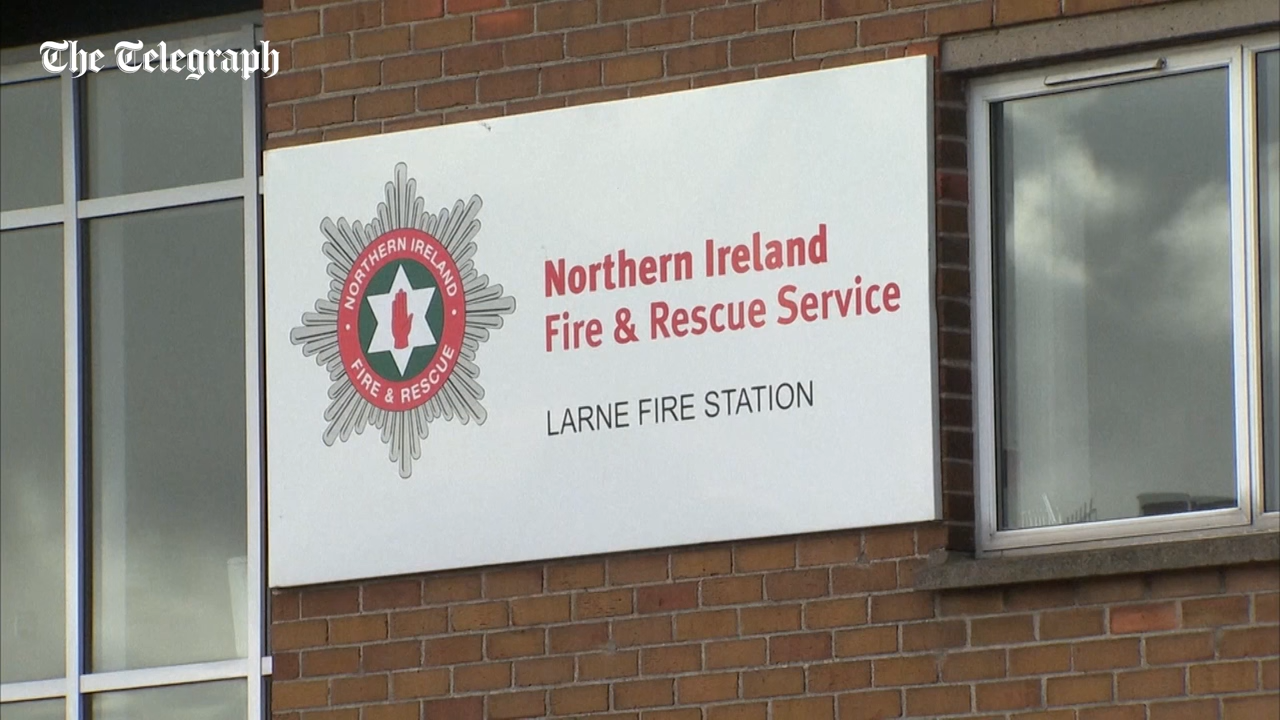 The Telegraph
NORTHERN IRELAND
FIRE & RESCUE
Northern Ireland
Fire & Rescue Service
LARNE FIRE STATION